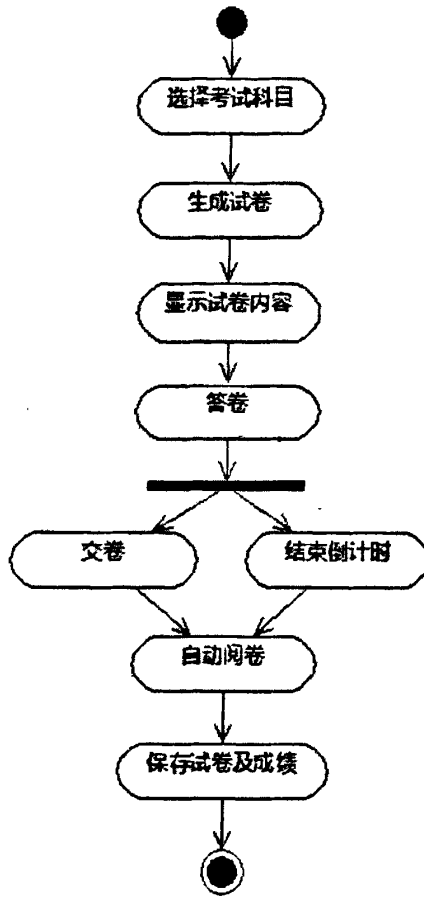 选择考试科目
生成试卷
显示试卷内容
答卷
交卷
结束倒计时
自动阅卷
保存试卷及成绩